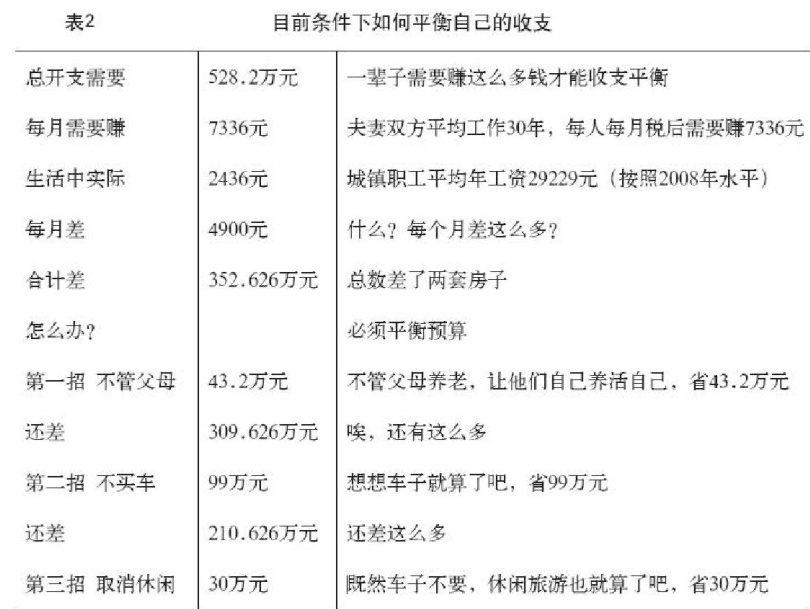 表2 目前条件下如何平衡自己的收支
总开支需要 528.2万元 一辈子需要赚这么多钱才能收支平衡
每月需要赚 7336元 夫妻双方平均工作30年，每人每月税后需要赚7336元
生活中实际 2436元 城镇职工平均年工资29229元（按照2008年水平）
每月差 4900元 什么？每个月差这么多？
合计差 352.626万元 总数差了两套房子
怎么办？ 必须平衡预算
第一招 不管父母 43.2万元 不管父母养老，让他们自己养活自己，省43.2万元
还差 309.626万元 唉，还有这么多
第二招 不买车 99万元 想想车子就算了吧，省99万元
还差 210.626万元 还差这么多
第三招 取消休闲 30万元 既然车子不要，休闲旅游也就算了吧，省30万元